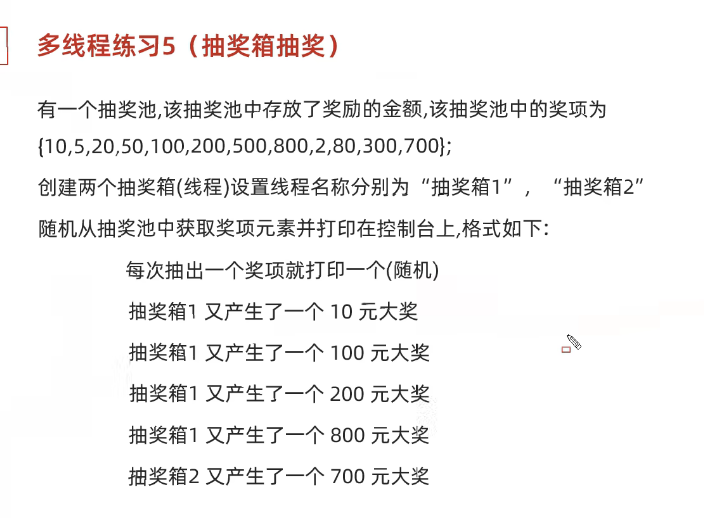 多线程练习5（抽奖箱抽奖）
有一个抽奖池,该抽奖池中存放了奖励的金额,该抽奖池中的奖项为
{10,5,20,50,100,200,500,800,2,80,300,700};
创建两个抽奖箱(线程)设置线程名称分别为“抽奖箱1”，“抽奖箱2”
随机从抽奖池中获取奖项元素并打印在控制台上,格式如下:
每次抽出一个奖项就打印一个(随机)
抽奖箱1 又产生了一个 10 元大奖
抽奖箱1 又产生了一个 100 元大奖
抽奖箱1 又产生了一个 200 元大奖
抽奖箱1 又产生了一个 800 元大奖
抽奖箱2 又产生了一个 700 元大奖